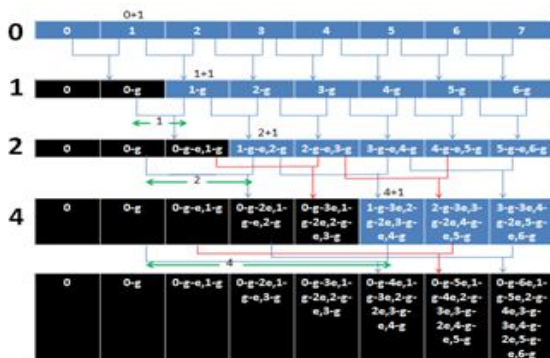 0+1
0 0 1 2 3 4 5 6 7
1+1
1 0 0-g 1-g 2-g 3-g 4-g 5-g 6-g
1
2+1
2 0 0-g 0-g-e,1-g 1-g-e,2-g 2-g-e,3-g 3-g-e,4-g 4-g-e,5-g 5-g-e,6-g
2
4+1
4 0 0-g 0-g-e,1-g
0-g-2e,1-
g-e,2-g
0-g-3e,1-
g-2e,2-g-
e,3-g
1-g-3e,2-
g-2e,3-g-
e,4-g
2-g-3e,3-
g-2e,4-g-
e,5-g
3-g-3e,4-
g-2e,5-g-
e,6-g
4
0 0-g 0-g-e,1-g
0-g-2e,1-
g-e,3-g
0-g-3e,1-
g-2e,2-g-
e,3-g
0-g-4e,1-
g-3e,2-g-
2e,3-g-
e,4-g
0-g-5e,1-
g-4e,2-g-
3e,3-g-
2e,4-g-
e,5-g
0-g-6e,1-
g-5e,2-g-
4e,3-g-
3e,4-g-
2e,5-g-
e,6-g